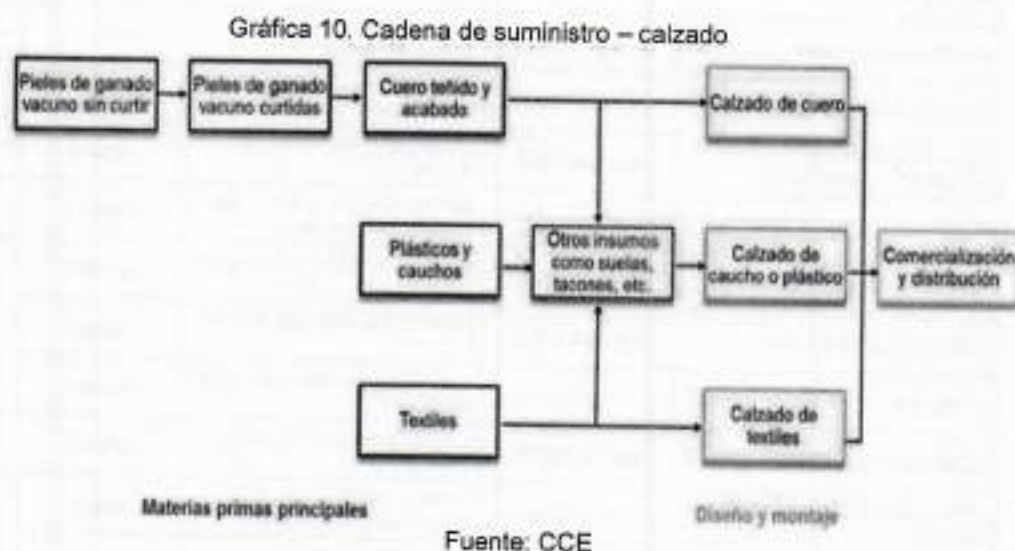 Gráfica 10. Cadena de suministro – calzado
Pieles de ganado
vacuno sin curtir
Pieles de ganado
vacuno curtidas
Cuero teñido y
acabado
Calzado de cuero
Plásticos y
cauchos
Otros insumos
como suelas,
tacones, etc.
Calzado de
caucho o plástico
Comercialización
y distribución
Textiles
Calzado de
textiles
Materias primas principales
Diseño y montaje
Fuente: CCE